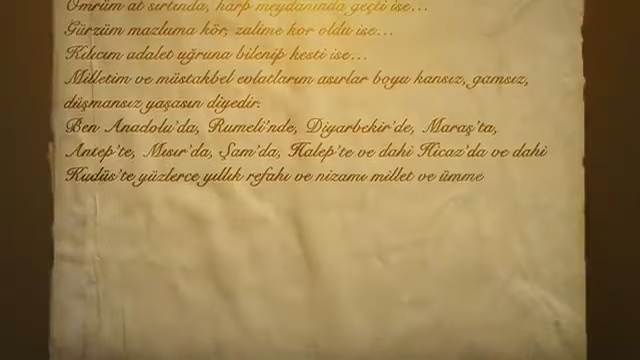 Ömrüm at sırtında, harp meydanında geçti ise...
Gürzüm mazluma kör, zalime kor oldu ise...
Kılıcım adalet uğruna bilenip kesti ise...
Milletim ve müstakbel evlatlarım asırlar boyu kansız, gamsız,
düşmansız yaşasın diyedir.
Ben Anadolu'da, Rumeli'nde, Diyarbekir'de, Maraş'ta,
Antep'te, Mısır'da, Şam'da, Halep'te ve dahi Hicaz'da ve dahi
Kudüs'te yüzlerce yıllık refahı ve nizamı millet ve ümme